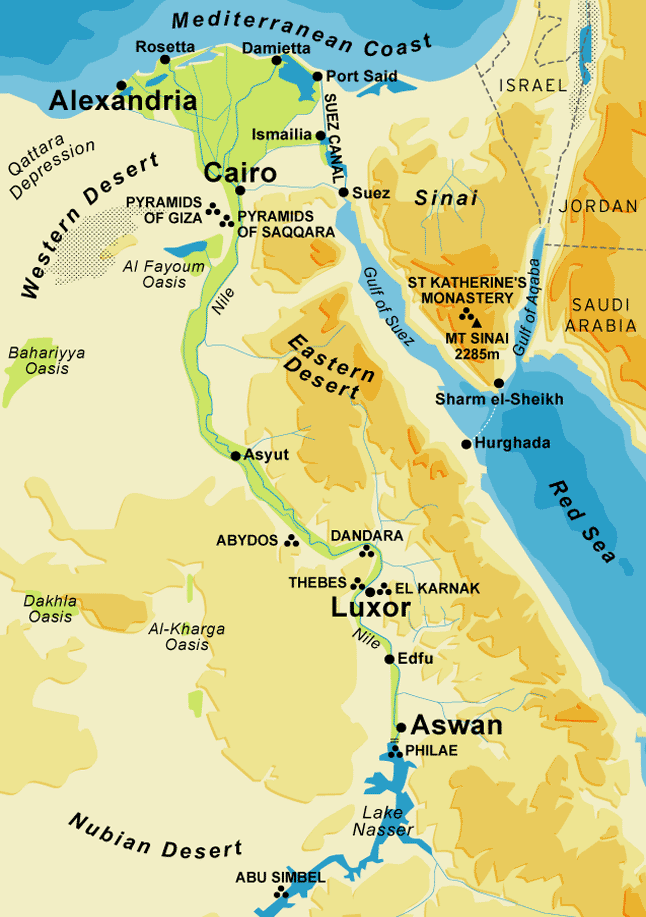 Mediterranean Coast
Rosetta
Damietta
Port Said
Alexandria
ISRAEL
SUEZ CANAL
Ismailia
Qattara
Depression
Cairo
Suez
Sinai
Western Desert
PYRAMIDS
OF GIZA
PYRAMIDS
OF SAQQARA
JORDAN
Al Fayoum
Oasis
Nile
Gulf of Suez
ST KATHERINE'S
MONASTERY
Gulf of Aqaba
MT SINAI
2285m
SAUDI
ARABIA
Bahariyya
Oasis
Eastern
Desert
Sharm el-Sheikh
Hurghada
Asyut
Red Sea
ABYDOS
DANDARA
THEBES
EL KARNAK
Luxor
Dakhla
Oasis
Al-Kharga
Oasis
Nile
Edfu
Aswan
PHILAE
Lake
Nasser
Nubian Desert
ABU SIMBEL